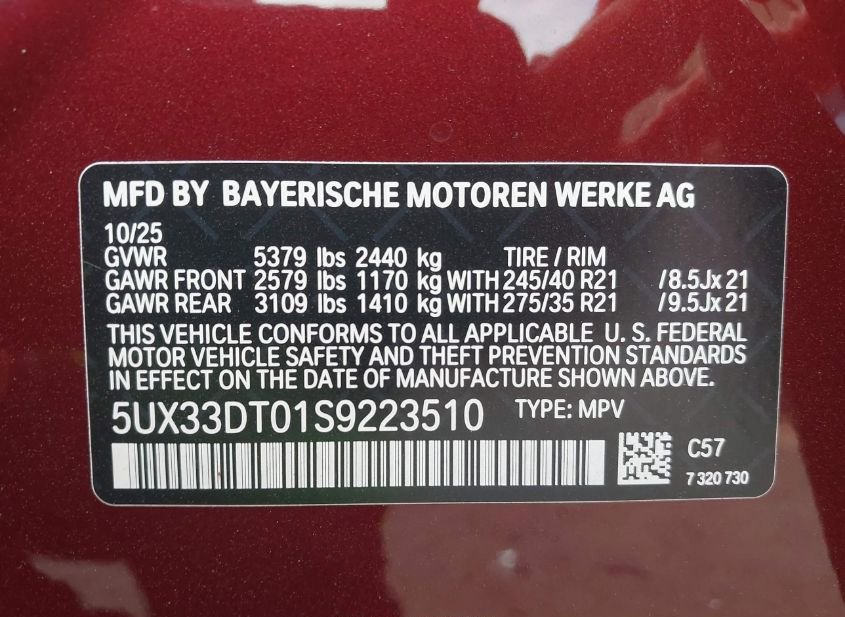 MFD BY BAYERISCHE MOTOREN WERKE AG
10/25
GVWR 5379 lbs 2440 kg TIRE / RIM
GAWR FRONT 2579 lbs 1170 kg WITH 245/40 R21 /8.5Jx 21
GAWR REAR 3109 lbs 1410 kg WITH 275/35 R21 /9.5Jx 21
THIS VEHICLE CONFORMS TO ALL APPLICABLE U. S. FEDERAL
MOTOR VEHICLE SAFETY AND THEFT PREVENTION STANDARDS
IN EFFECT ON THE DATE OF MANUFACTURE SHOWN ABOVE.
5UX33DT01S9223510 TYPE: MPV
C57
7 320 730